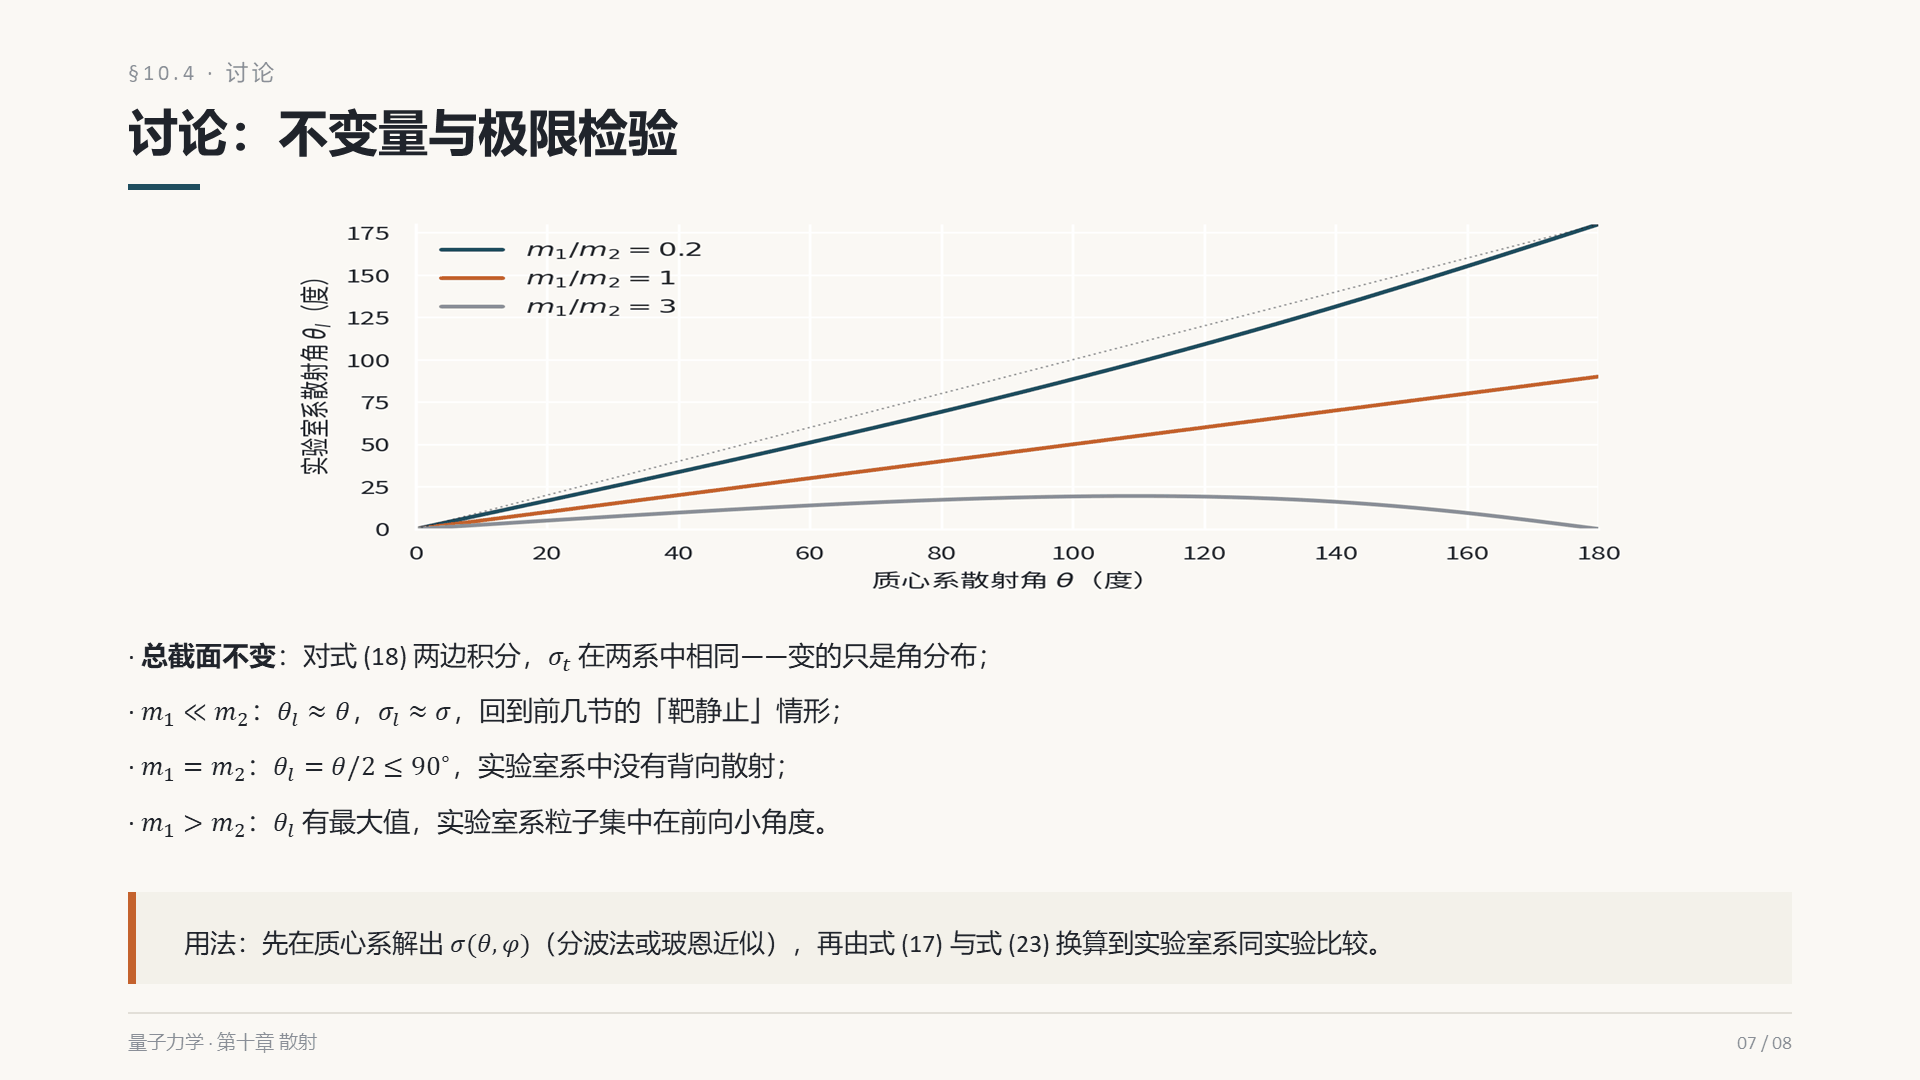 §10.4 · 讨论
讨论：不变量与极限检验
175
150
125
100
75
50
25
0
实验室系散射角 θl（度）
m₁/m₂ = 0.2
m₁/m₂ = 1
m₁/m₂ = 3
0 20 40 60 80 100 120 140 160 180
质心系散射角 θ（度）
· 总截面不变：对式 (18) 两边积分，σt 在两系中相同——变的只是角分布；
· m₁ ≪ m₂：θl ≈ θ，σl ≈ σ，回到前几节的「靶静止」情形；
· m₁ = m₂：θl = θ/2 ≤ 90°，实验室系中没有背向散射；
· m₁ > m₂：θl 有最大值，实验室系粒子集中在前向小角度。
用法：先在质心系解出 σ(θ, φ)（分波法或玻恩近似），再由式 (17) 与式 (23) 换算到实验室系同实验比较。
量子力学 · 第十章 散射
07 / 08